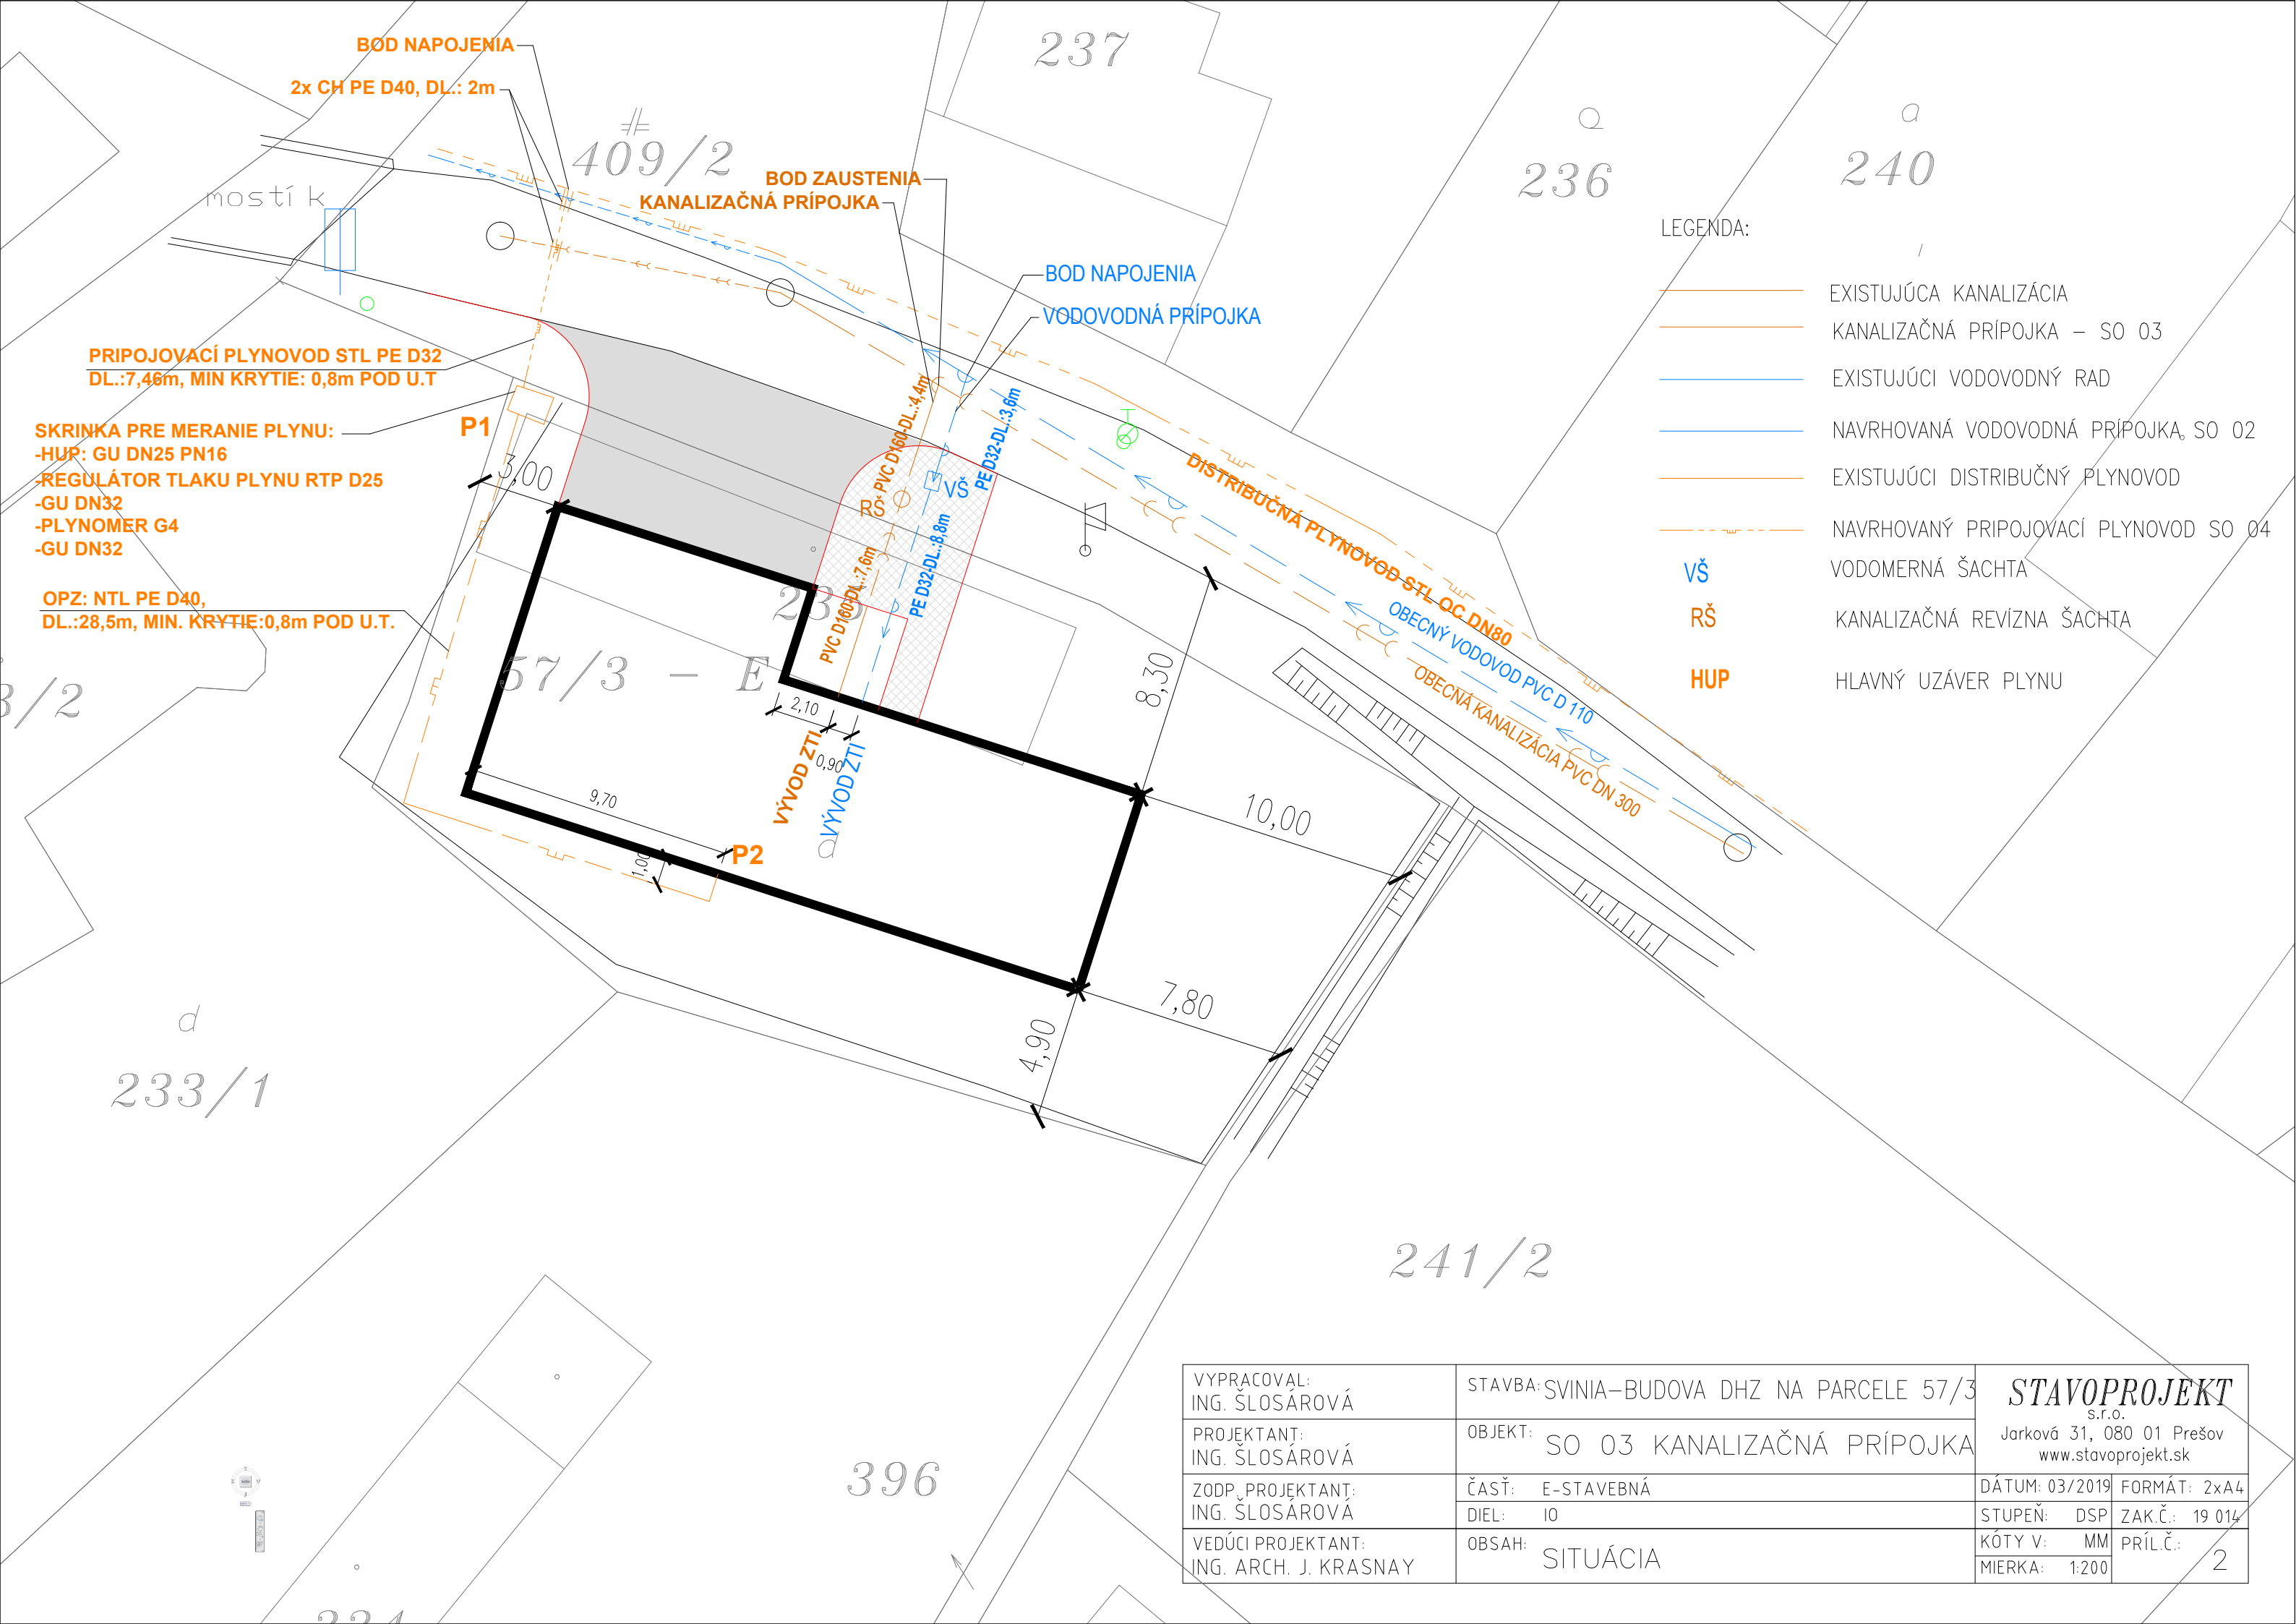 BOD NAPOJENIA
2x CH PE D40, DL.: 2m
237
409/2
mostík
BOD ZAUSTENIA
KANALIZAČNÁ PRÍPOJKA
236
a
240
BOD NAPOJENIA
VODOVODNÁ PRÍPOJKA
LEGENDA:
EXISTUJÚCA KANALIZÁCIA
KANALIZAČNÁ PRÍPOJKA – SO 03
EXISTUJÚCI VODOVODNÝ RAD
NAVRHOVANÁ VODOVODNÁ PRÍPOJKA SO 02
EXISTUJÚCI DISTRIBUČNÝ PLYNOVOD
NAVRHOVANÝ PRIPOJOVACÍ PLYNOVOD SO 04
VŠ VODOMERNÁ ŠACHTA
RŠ KANALIZAČNÁ REVÍZNA ŠACHTA
HUP HLAVNÝ UZÁVER PLYNU
PRIPOJOVACÍ PLYNOVOD STL PE D32
DL.:7,46m, MIN KRYTIE: 0,8m POD U.T
SKRINKA PRE MERANIE PLYNU:
-HUP: GU DN25 PN16
-REGULÁTOR TLAKU PLYNU RTP D25
-GU DN32
-PLYNOMER G4
-GU DN32
P1
3,00
OPZ: NTL PE D40,
DL.:28,5m, MIN. KRYTIE:0,8m POD U.T.
PVC D160-DL.:4,4m
PE D32-DL.:3,6m
RŠ
VŠ
PVC D160-DL.:7,6m
PE D32-DL.:8,8m
DISTRIBUČNÁ PLYNOVOD STL OC DN80
OBECNÝ VODOVOD PVC D 110
OBECNÁ KANALIZÁCIA PVC DN 300
57/3 – E
3/2
8,30
2,10
0,90
VÝVOD ZTI
VÝVOD ZTI
d
9,70
1,00
P2
10,00
7,80
4,90
d
233/1
241/2
396
VYPRACOVAL:
ING. ŠLOSÁROVÁ
PROJEKTANT:
ING. ŠLOSÁROVÁ
ZODP. PROJEKTANT:
ING. ŠLOSÁROVÁ
VEDÚCI PROJEKTANT:
ING. ARCH. J. KRASNAY
STAVBA: SVINIA–BUDOVA DHZ NA PARCELE 57/3
OBJEKT: SO 03 KANALIZAČNÁ PRÍPOJKA
ČASŤ: E-STAVEBNÁ
DIEL: IO
OBSAH: SITUÁCIA
STAVOPROJEKT
s.r.o.
Jarková 31, 080 01 Prešov
www.stavoprojekt.sk
DÁTUM: 03/2019 FORMÁT: 2xA4
STUPEŇ: DSP ZAK.Č.: 19 014
KÓTY V: MM PRÍL.Č.: 2
MIERKA: 1:200